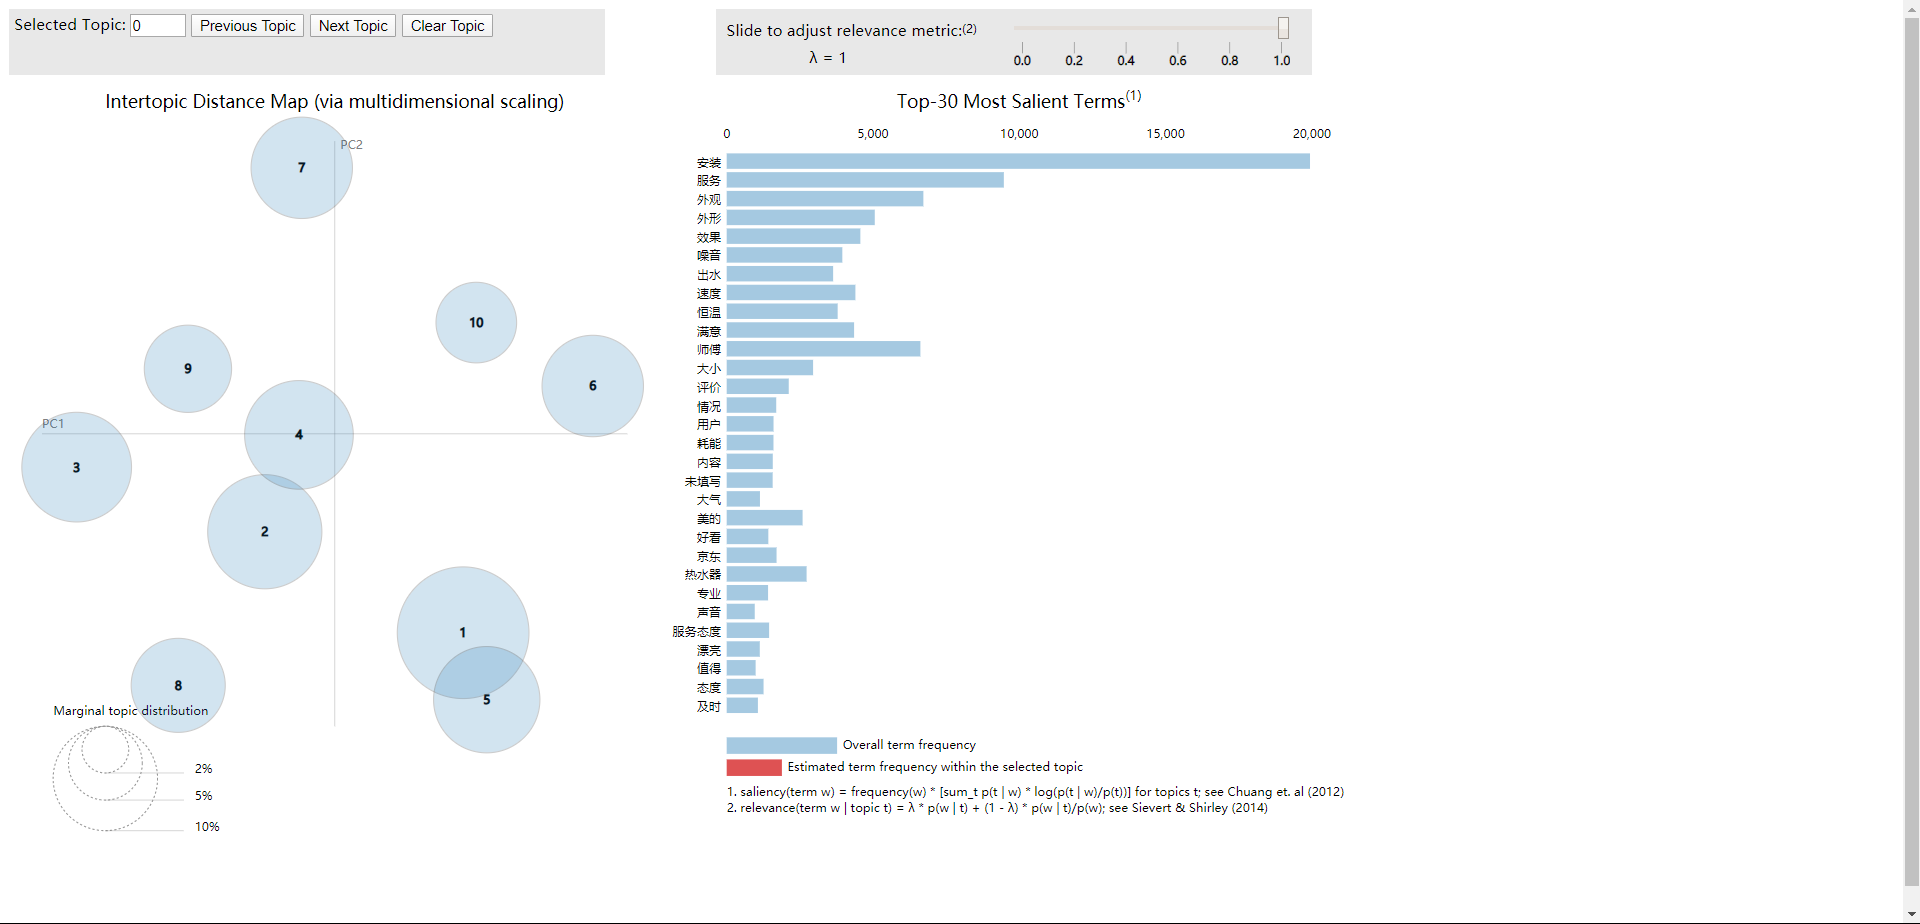 Selected Topic: 0 Previous Topic Next Topic Clear Topic
Slide to adjust relevance metric:(2)
λ = 1
0.0 0.2 0.4 0.6 0.8 1.0
Intertopic Distance Map (via multidimensional scaling)
PC2
PC1
7
10
9
6
4
3
2
1
8
5
Marginal topic distribution
2%
5%
10%
Top-30 Most Salient Terms(1)
0 5,000 10,000 15,000 20,000
安装
服务
外观
外形
效果
噪音
出水
速度
恒温
满意
师傅
大小
评价
情况
用户
耗能
内容
未填写
大气
美的
好看
京东
热水器
专业
声音
服务态度
漂亮
值得
态度
及时
Overall term frequency
Estimated term frequency within the selected topic
1. saliency(term w) = frequency(w) * [sum_t p(t | w) * log(p(t | w)/p(t))] for topics t; see Chuang et. al (2012)
2. relevance(term w | topic t) = λ * p(w | t) + (1 - λ) * p(w | t)/p(w); see Sievert & Shirley (2014)